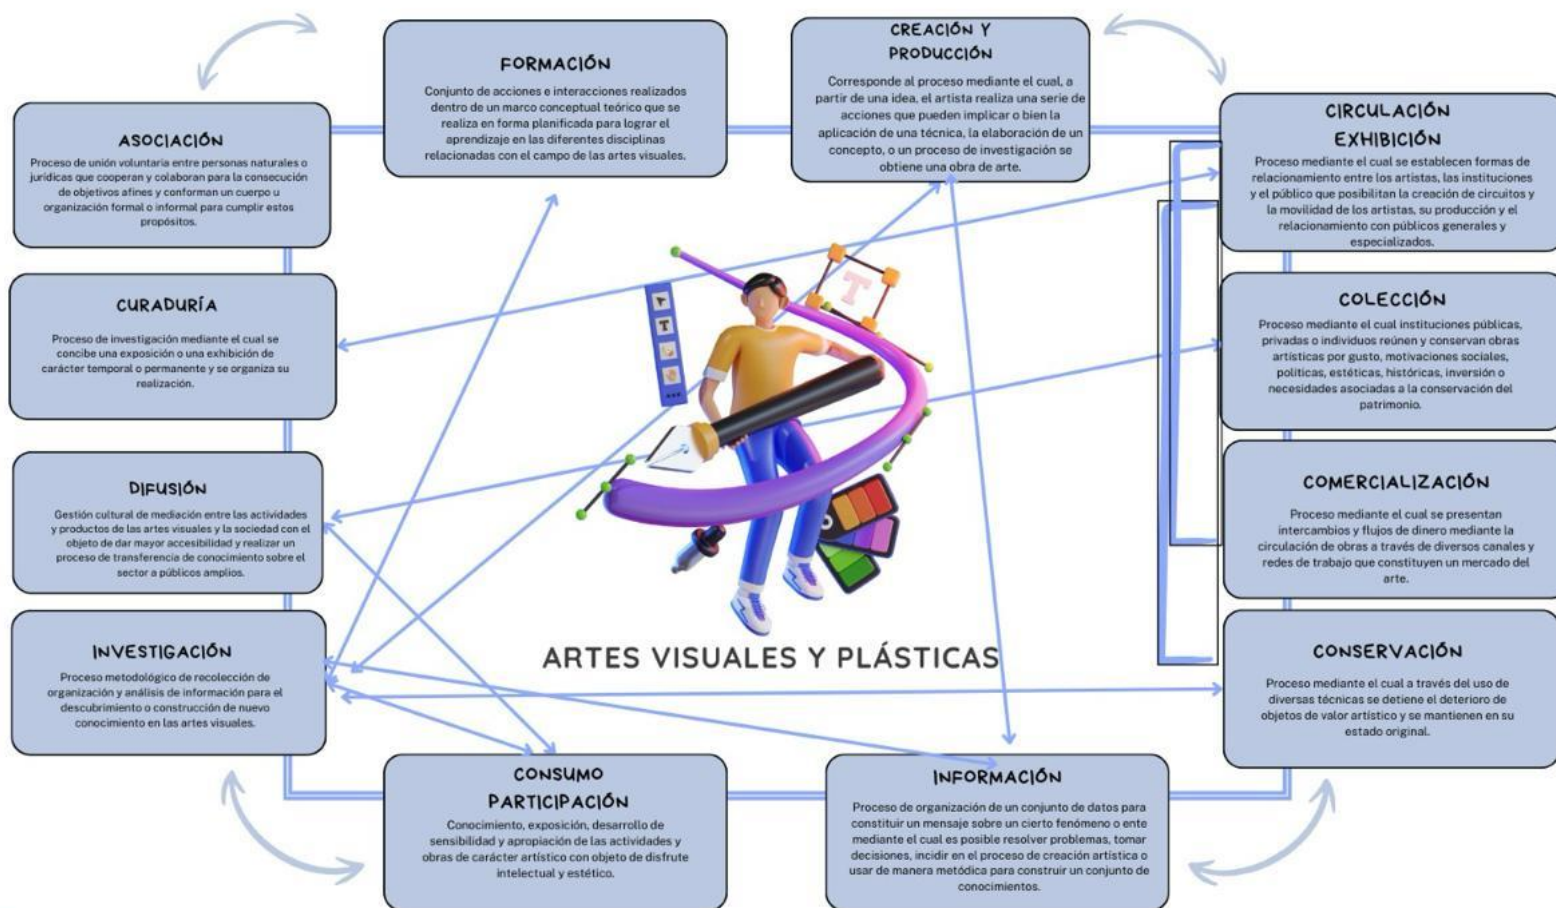 FORMACIÓN
Conjunto de acciones e interacciones realizados
dentro de un marco conceptual teórico que se
realiza en forma planificada para lograr el
aprendizaje en las diferentes disciplinas
relacionadas con el campo de las artes visuales.
CREACIÓN Y
PRODUCCIÓN
Corresponde al proceso mediante el cual, a
partir de una idea, el artista realiza una serie de
acciones que pueden implicar o bien la
aplicación de una técnica, la elaboración de un
concepto, o un proceso de investigación se
obtiene una obra de arte.
ASOCIACIÓN
Proceso de unión voluntaria entre personas naturales o
jurídicas que cooperan y colaboran para la consecución
de objetivos afines y conforman un cuerpo u
organización formal o informal para cumplir estos
propósitos.
CIRCULACIÓN
EXHIBICIÓN
Proceso mediante el cual se establecen formas de
relacionamiento entre los artistas, las instituciones
y el público que posibilitan la creación de circuitos y
la movilidad de los artistas, su producción y el
relacionamiento con públicos generales y
especializados.
CURADURÍA
Proceso de investigación mediante el cual se
concibe una exposición o una exhibición de
carácter temporal o permanente y se organiza su
realización.
COLECCIÓN
Proceso mediante el cual instituciones públicas,
privadas o individuos reúnen y conservan obras
artísticas por gusto, motivaciones sociales,
políticas, estéticas, históricas, inversión o
necesidades asociadas a la conservación del
patrimonio.
T
T
DIFUSIÓN
Gestión cultural de mediación entre las actividades
y productos de las artes visuales y la sociedad con el
objeto de dar mayor accesibilidad y realizar un
proceso de transferencia de conocimiento sobre el
sector a públicos amplios.
COMERCIALIZACIÓN
Proceso mediante el cual se presentan
intercambios y flujos de dinero mediante la
circulación de obras a través de diversos canales y
redes de trabajo que constituyen un mercado del
arte.
INVESTIGACIÓN
Proceso metodológico de recolección de
organización y análisis de información para el
descubrimiento o construcción de nuevo
conocimiento en las artes visuales.
ARTES VISUALES Y PLÁSTICAS
CONSERVACIÓN
Proceso mediante el cual a través del uso de
diversas técnicas se detiene el deterioro de
objetos de valor artístico y se mantienen en su
estado original.
CONSUMO
PARTICIPACIÓN
Conocimiento, exposición, desarrollo de
sensibilidad y apropiación de las actividades y
obras de carácter artístico con objeto de disfrute
intelectual y estético.
INFORMACIÓN
Proceso de organización de un conjunto de datos para
constituir un mensaje sobre un cierto fenómeno o ente
mediante el cual es posible resolver problemas, tomar
decisiones, incidir en el proceso de creación artística o
usar de manera metódica para construir un conjunto de
conocimientos.